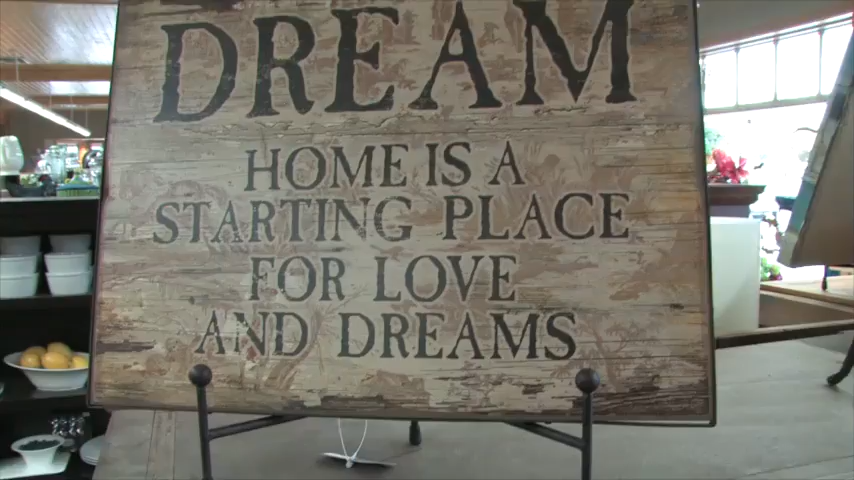 DREAM
HOME IS A
STARTING PLACE
FOR LOVE
AND DREAMS